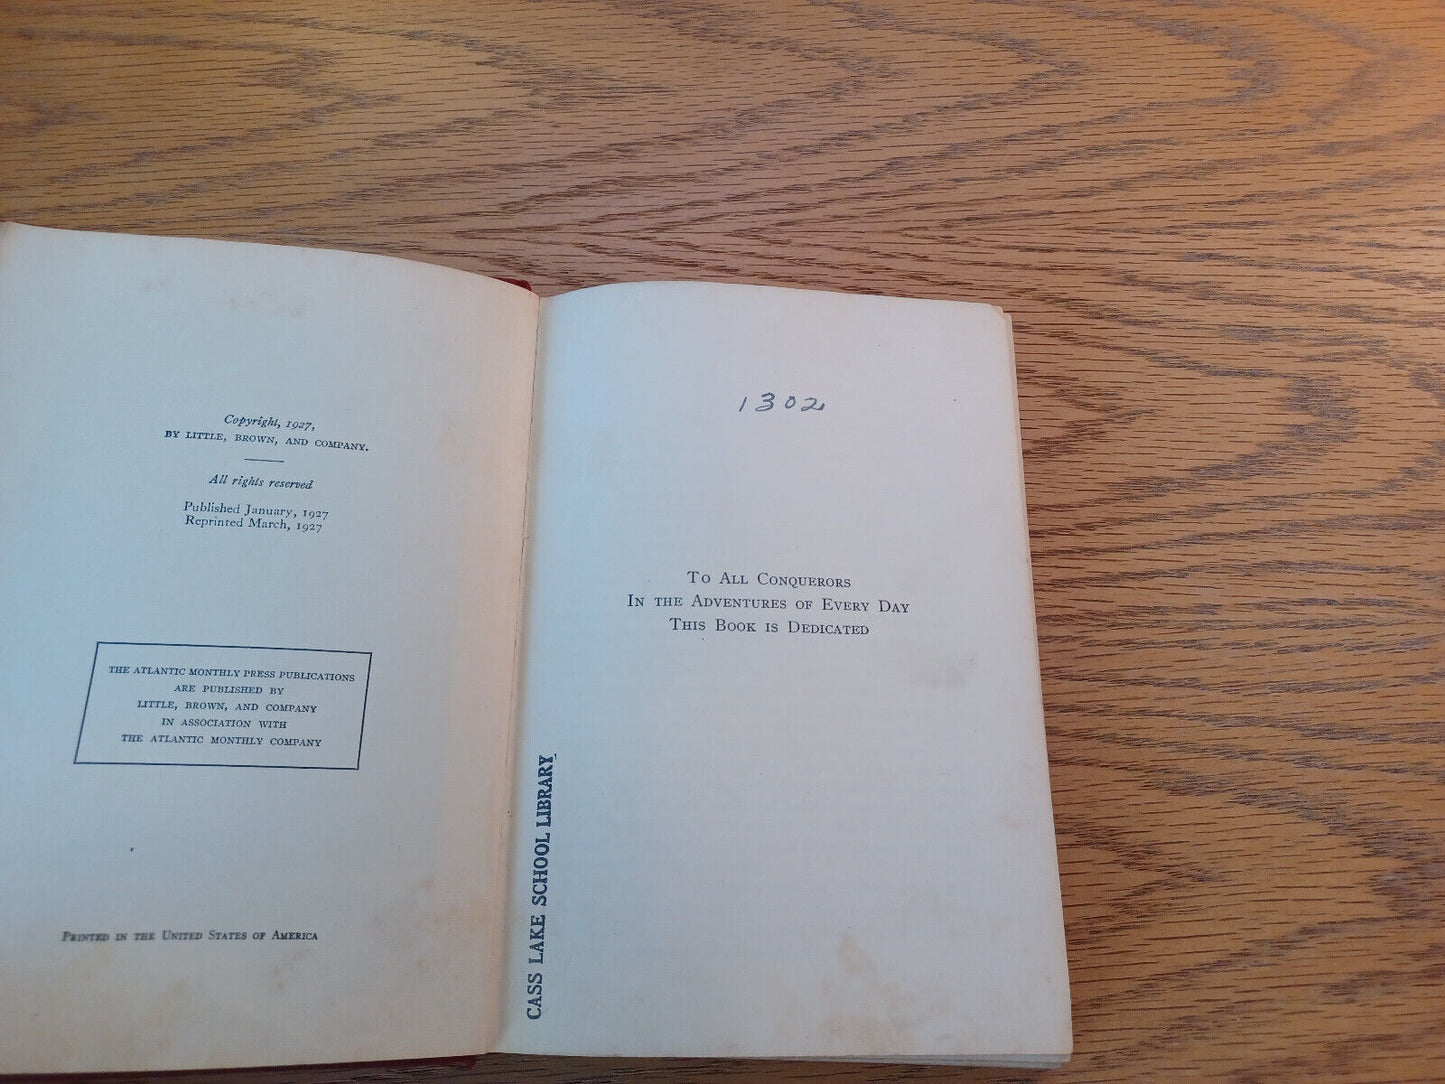 Copyright, 1927,
BY LITTLE, BROWN, AND COMPANY.
All rights reserved
Published January, 1927
Reprinted March, 1927
THE ATLANTIC MONTHLY PRESS PUBLICATIONS
ARE PUBLISHED BY
LITTLE, BROWN, AND COMPANY
IN ASSOCIATION WITH
THE ATLANTIC MONTHLY COMPANY
PRINTED IN THE UNITED STATES OF AMERICA
1302
TO ALL CONQUERORS
IN THE ADVENTURES OF EVERY DAY
THIS BOOK IS DEDICATED
CASS LAKE SCHOOL LIBRARY